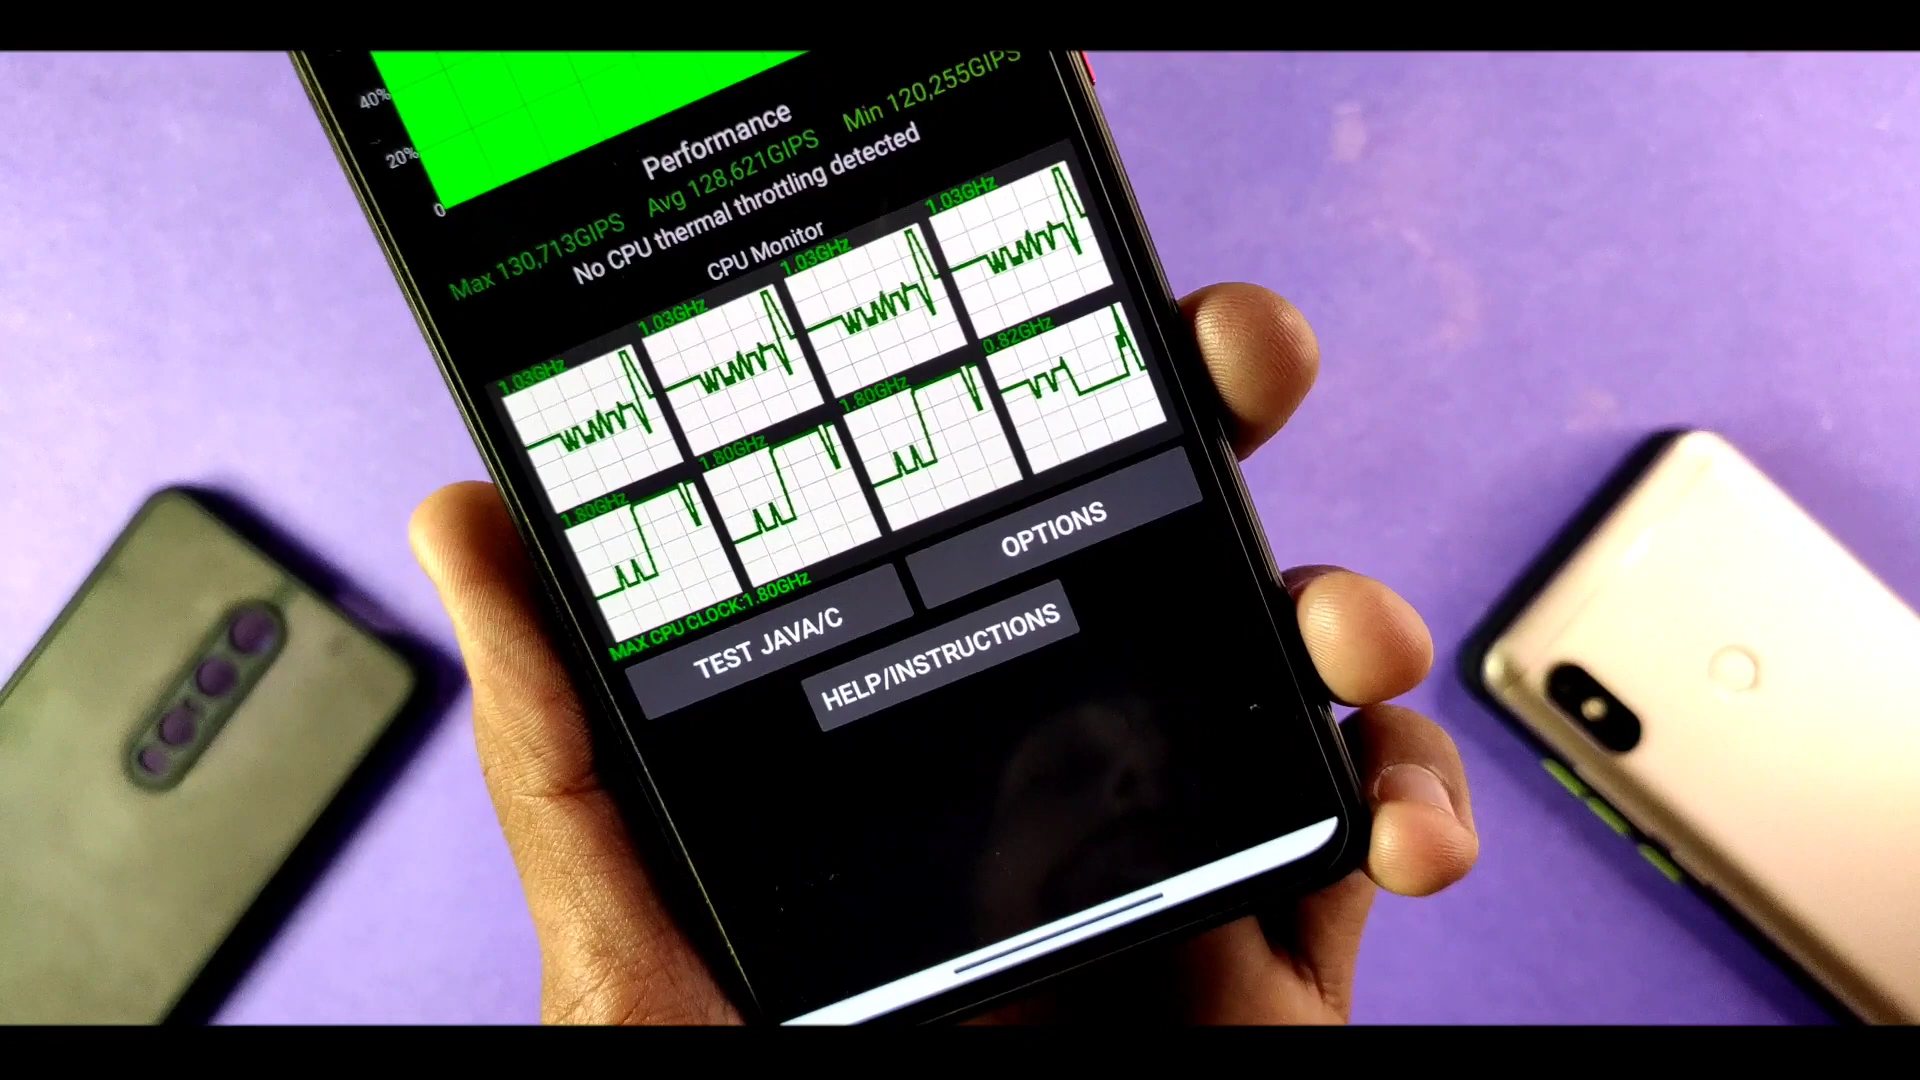 40%
20%
0
Performance
Max 130,713GIPS Avg 128,621GIPS Min 120,255GIPS
No CPU thermal throttling detected
CPU Monitor
1.03GHz 1.03GHz 1.03GHz 1.03GHz
1.80GHz 1.80GHz 1.80GHz 0.82GHz
MAX CPU CLOCK:1.80GHz
TEST JAVA/C OPTIONS
HELP/INSTRUCTIONS